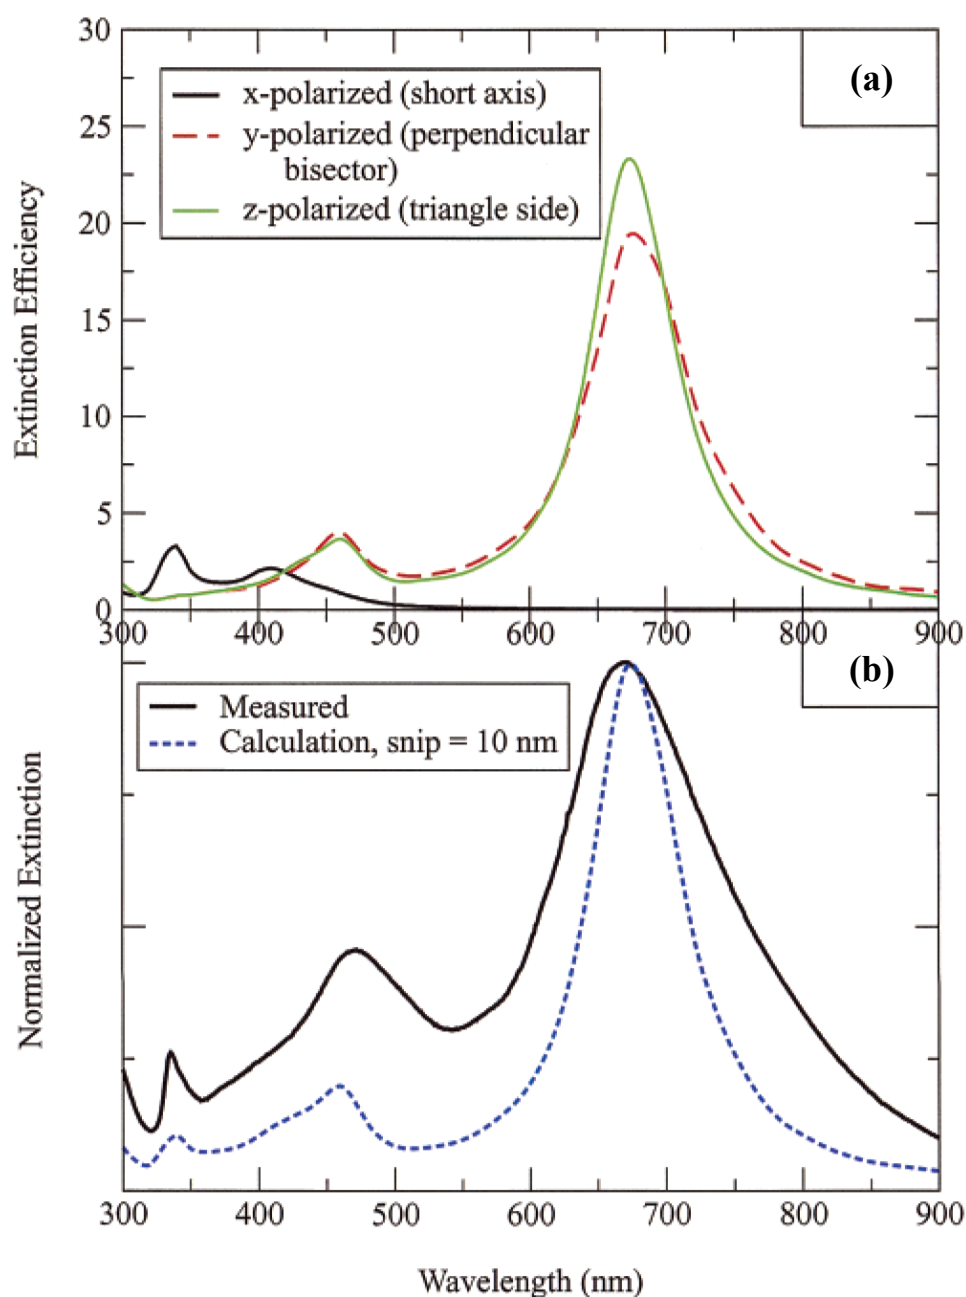 30
25
20
15
10
5
0
Extinction Efficiency
(a)
x-polarized (short axis)
y-polarized (perpendicular
bisector)
z-polarized (triangle side)
300
400
500
600
700
800
900
(b)
Measured
Calculation, snip = 10 nm
Normalized Extinction
300
400
500
600
700
800
900
Wavelength (nm)